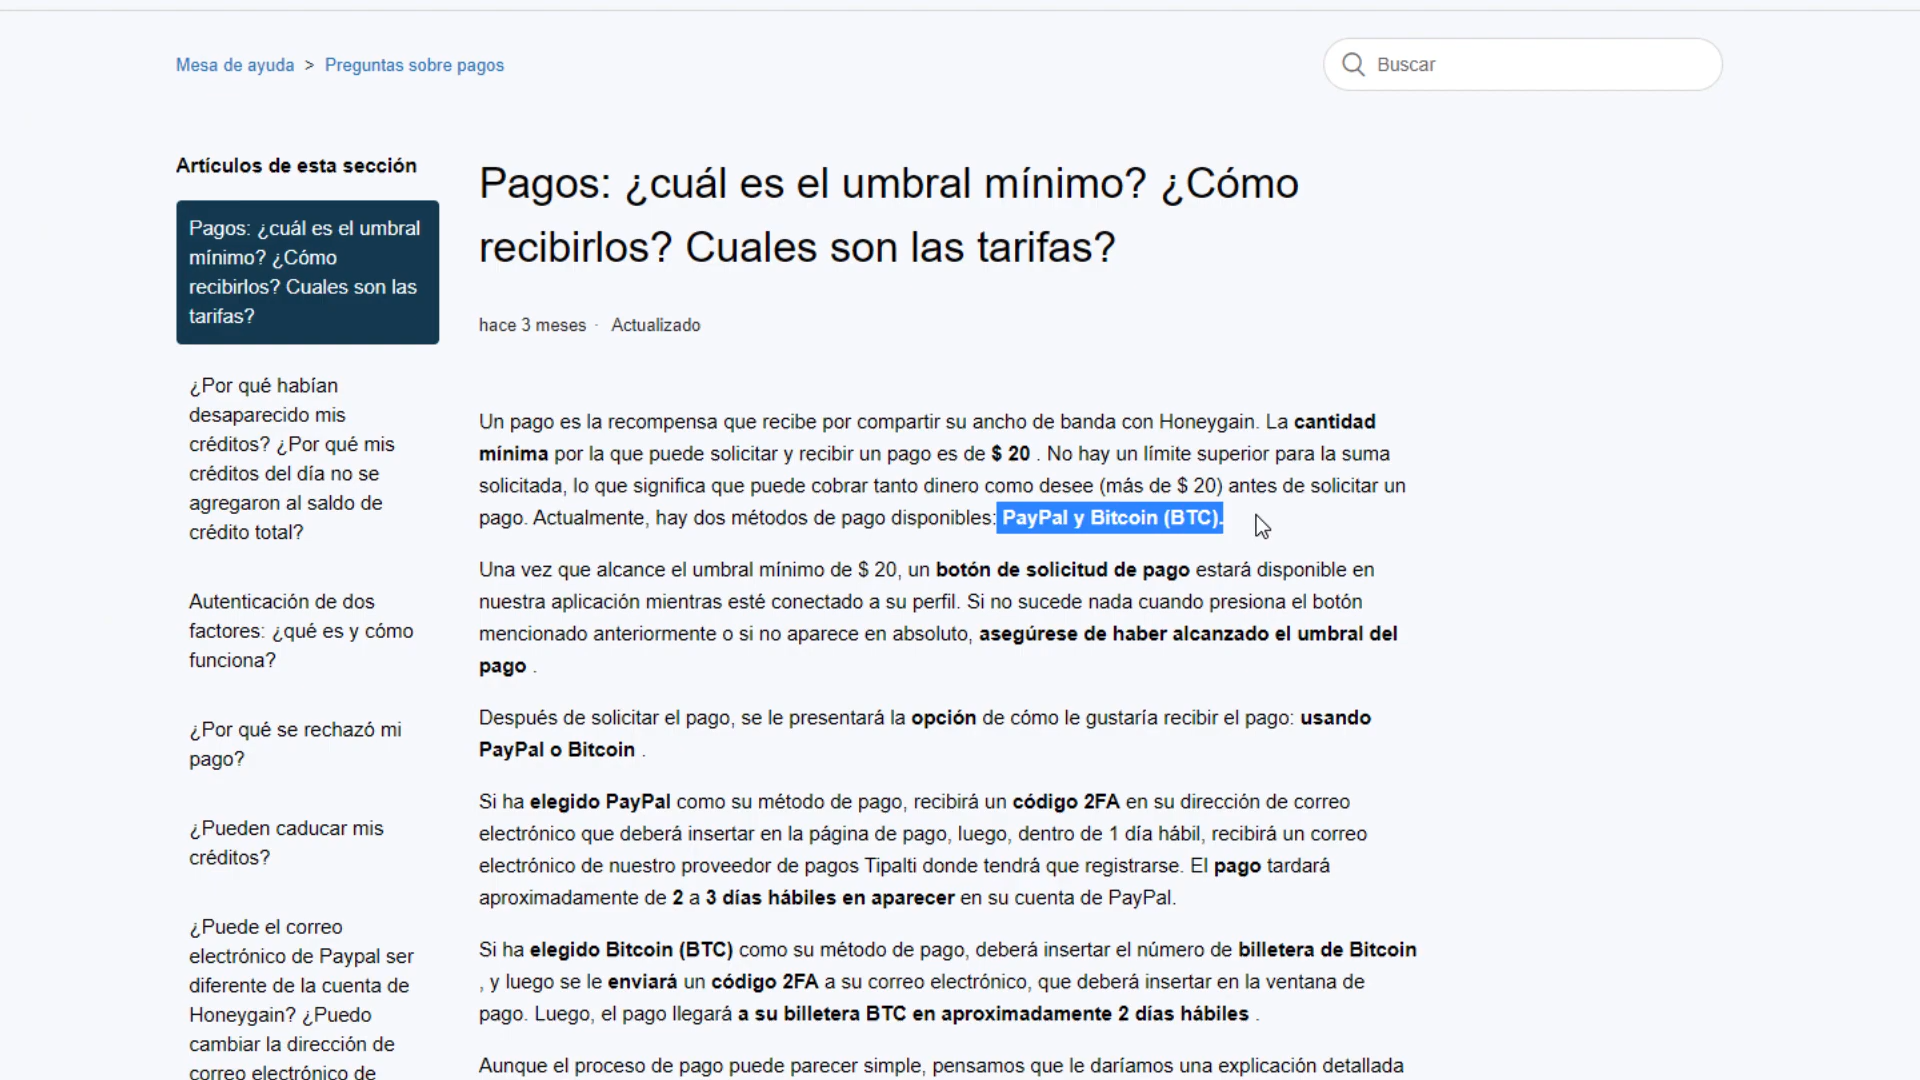 Mesa de ayuda > Preguntas sobre pagos
Buscar
Artículos de esta sección
Pagos: ¿cuál es el umbral
mínimo? ¿Cómo
recibirlos? Cuales son las
tarifas?
¿Por qué habían
desaparecido mis
créditos? ¿Por qué mis
créditos del día no se
agregaron al saldo de
crédito total?
Autenticación de dos
factores: ¿qué es y cómo
funciona?
¿Por qué se rechazó mi
pago?
¿Pueden caducar mis
créditos?
¿Puede el correo
electrónico de Paypal ser
diferente de la cuenta de
Honeygain? ¿Puedo
cambiar la dirección de
correo electrónico de
Pagos: ¿cuál es el umbral mínimo? ¿Cómo
recibirlos? Cuales son las tarifas?
hace 3 meses · Actualizado
Un pago es la recompensa que recibe por compartir su ancho de banda con Honeygain. La cantidad
mínima por la que puede solicitar y recibir un pago es de $ 20 . No hay un límite superior para la suma
solicitada, lo que significa que puede cobrar tanto dinero como desee (más de $ 20) antes de solicitar un
pago. Actualmente, hay dos métodos de pago disponibles: PayPal y Bitcoin (BTC).
Una vez que alcance el umbral mínimo de $ 20, un botón de solicitud de pago estará disponible en
nuestra aplicación mientras esté conectado a su perfil. Si no sucede nada cuando presiona el botón
mencionado anteriormente o si no aparece en absoluto, asegúrese de haber alcanzado el umbral del
pago .
Después de solicitar el pago, se le presentará la opción de cómo le gustaría recibir el pago: usando
PayPal o Bitcoin .
Si ha elegido PayPal como su método de pago, recibirá un código 2FA en su dirección de correo
electrónico que deberá insertar en la página de pago, luego, dentro de 1 día hábil, recibirá un correo
electrónico de nuestro proveedor de pagos Tipalti donde tendrá que registrarse. El pago tardará
aproximadamente de 2 a 3 días hábiles en aparecer en su cuenta de PayPal.
Si ha elegido Bitcoin (BTC) como su método de pago, deberá insertar el número de billetera de Bitcoin
, y luego se le enviará un código 2FA a su correo electrónico, que deberá insertar en la ventana de
pago. Luego, el pago llegará a su billetera BTC en aproximadamente 2 días hábiles .
Aunque el proceso de pago puede parecer simple, pensamos que le daríamos una explicación detallada